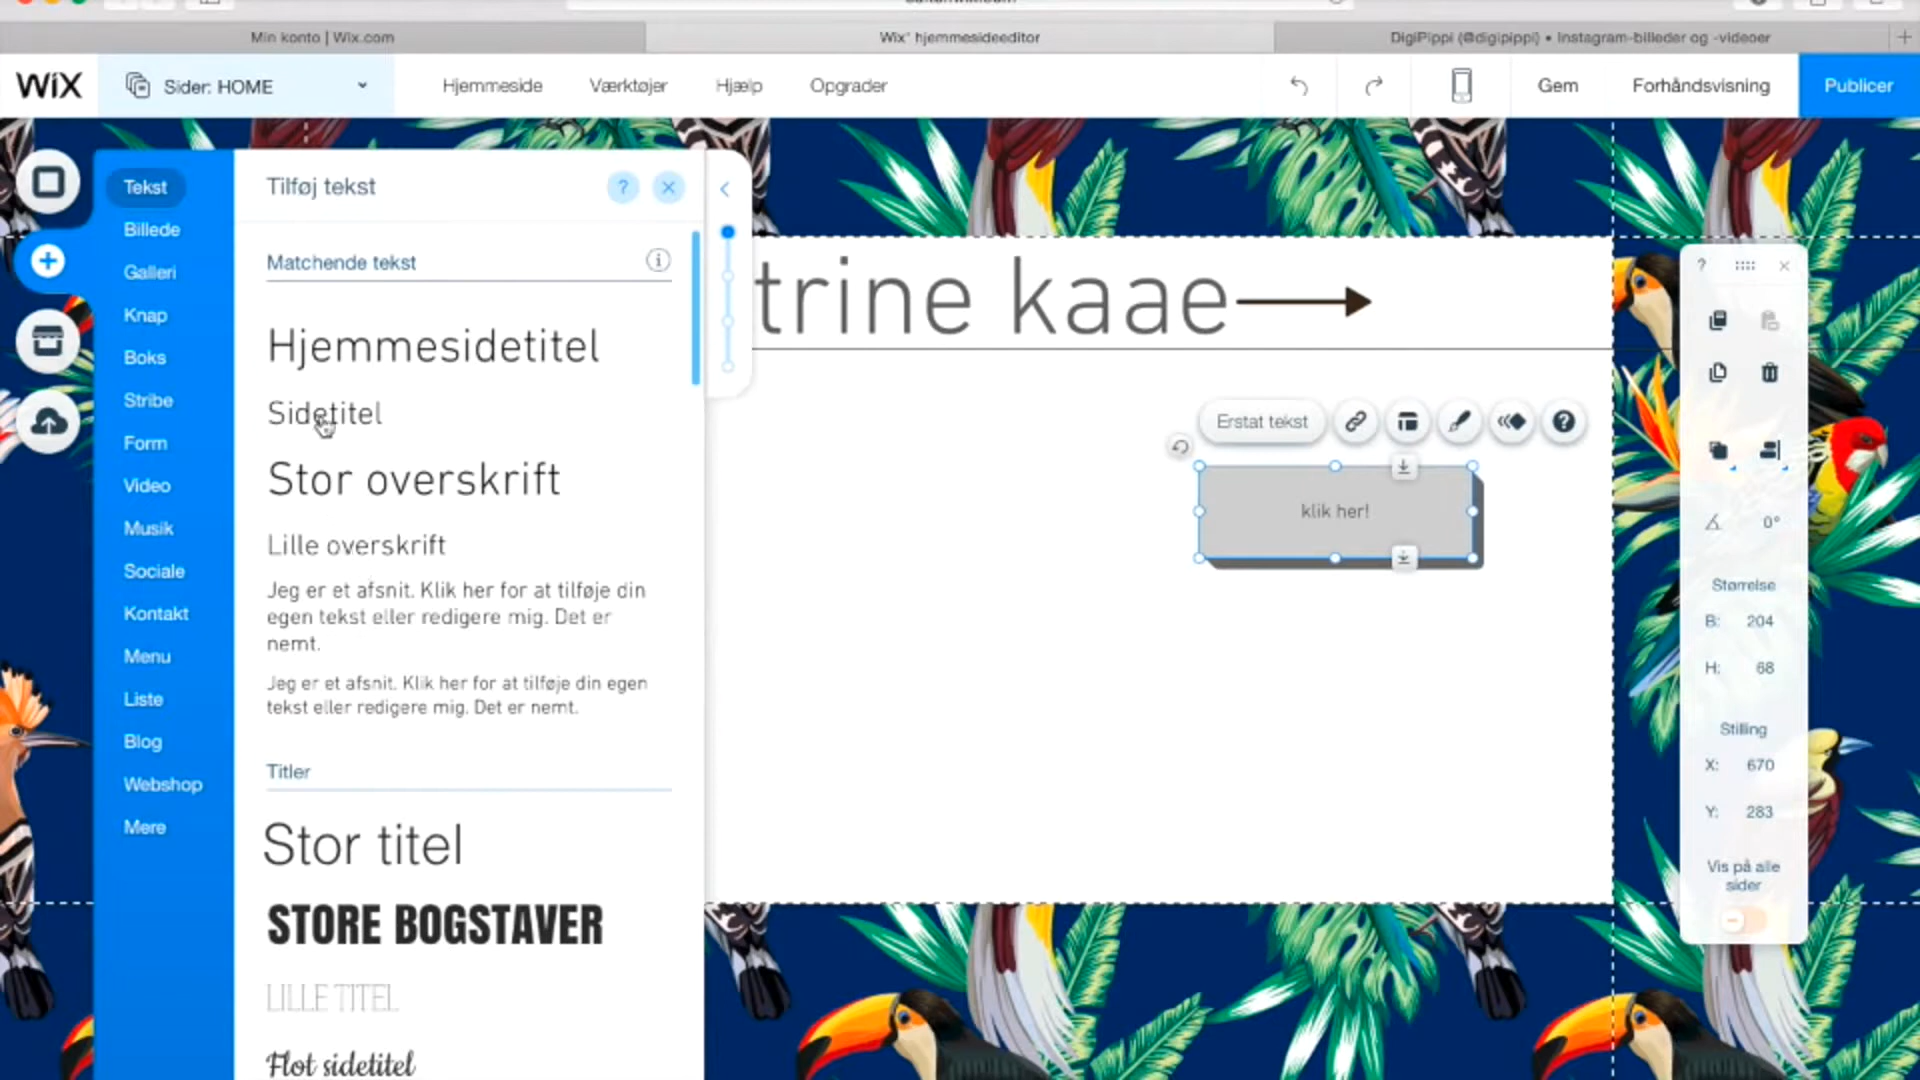 Min konto | Wix.com
Wix' hjemmesideeditor
DigiPippi (@digipippi) • Instagram-billeder og -videoer
WiX
Sider: HOME
Hjemmeside
Værktøjer
Hjælp
Opgrader
Gem
Forhåndsvisning
Publicer
Tekst
Billede
Galleri
Knap
Boks
Stribe
Form
Video
Musik
Sociale
Kontakt
Menu
Liste
Blog
Webshop
Mere
Tilføj tekst
?
Matchende tekst
Hjemmesidetitel
Sidetitel
Stor overskrift
Lille overskrift
Jeg er et afsnit. Klik her for at tilføje din
egen tekst eller redigere mig. Det er
nemt.
Jeg er et afsnit. Klik her for at tilføje din egen
tekst eller redigere mig. Det er nemt.
Titler
Stor titel
STORE BOGSTAVER
LILLE TITEL
Flot sidetitel
trine kaae
Erstat tekst
?
klik her!
?
0°
Størrelse
B: 204
H: 68
Stilling
X: 670
Y: 283
Vis på alle
sider